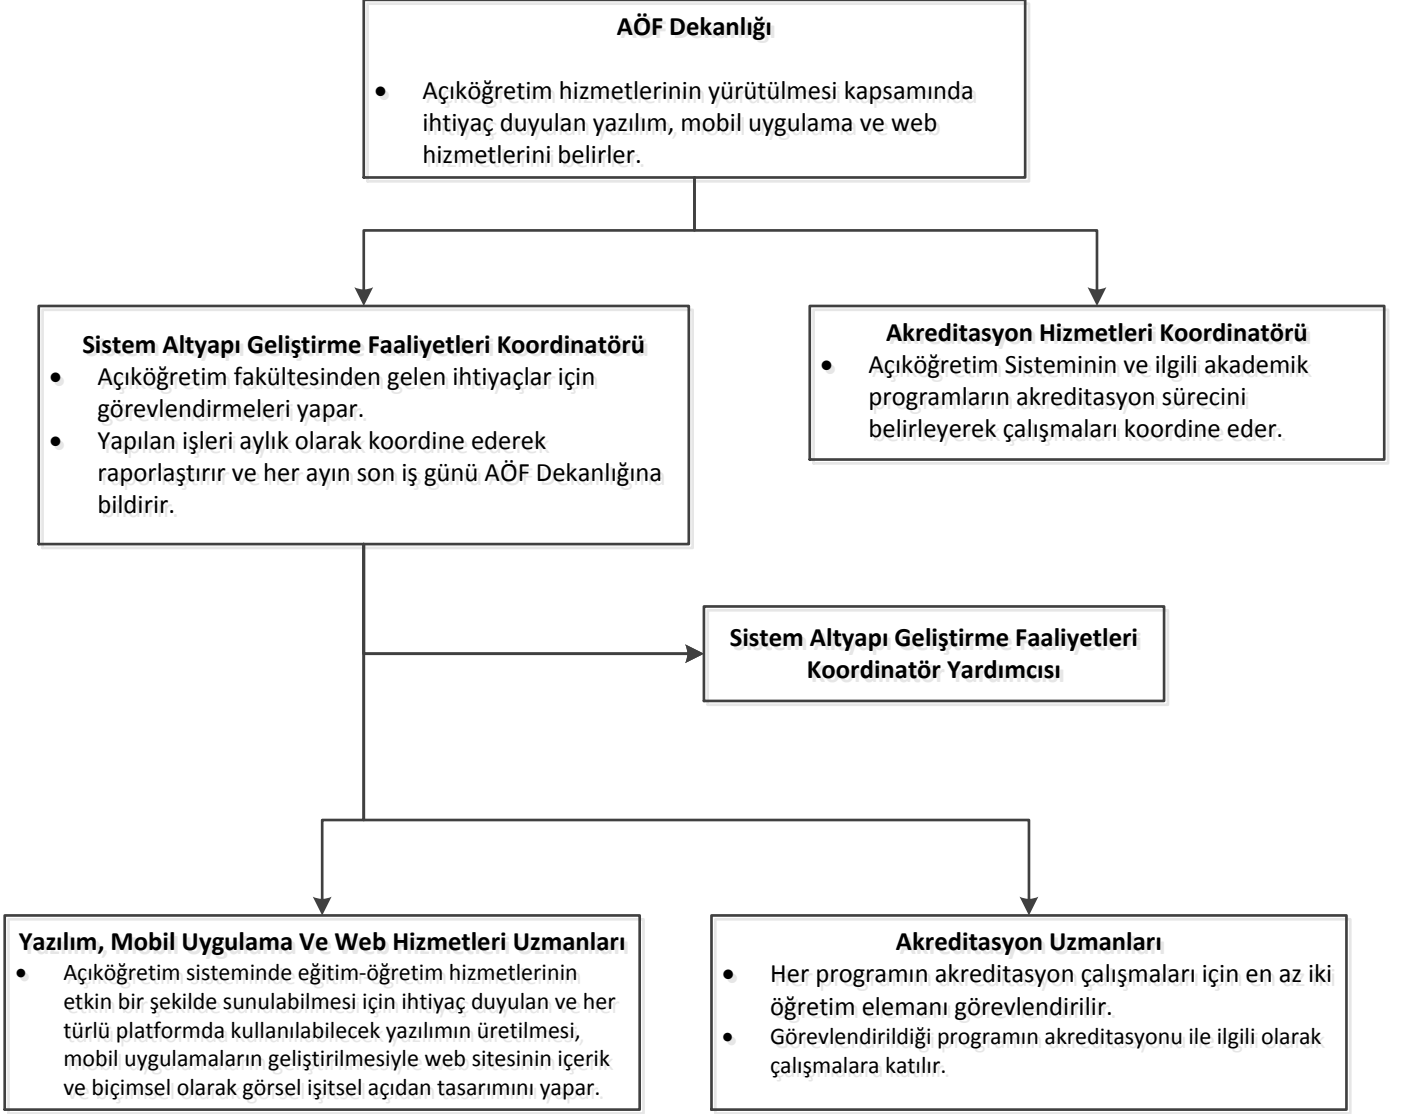 AÖF Dekanlığı
• Açıköğretim hizmetlerinin yürütülmesi kapsamında
ihtiyaç duyulan yazılım, mobil uygulama ve web
hizmetlerini belirler.
Sistem Altyapı Geliştirme Faaliyetleri Koordinatörü
• Açıköğretim fakültesinden gelen ihtiyaçlar için
görevlendirmeleri yapar.
• Yapılan işleri aylık olarak koordine ederek
raporlaştırır ve her ayın son iş günü AÖF Dekanlığına
bildirir.
Akreditasyon Hizmetleri Koordinatörü
• Açıköğretim Sisteminin ve ilgili akademik
programların akreditasyon sürecini
belirleyerek çalışmaları koordine eder.
Sistem Altyapı Geliştirme Faaliyetleri
Koordinatör Yardımcısı
Yazılım, Mobil Uygulama Ve Web Hizmetleri Uzmanları
• Açıköğretim sisteminde eğitim-öğretim hizmetlerinin
etkin bir şekilde sunulabilmesi için ihtiyaç duyulan ve her
türlü platformda kullanılabilecek yazılımın üretilmesi,
mobil uygulamaların geliştirilmesiyle web sitesinin içerik
ve biçimsel olarak görsel işitsel açıdan tasarımını yapar.
Akreditasyon Uzmanları
• Her programın akreditasyon çalışmaları için en az iki
öğretim elemanı görevlendirilir.
• Görevlendirildiği programın akreditasyonu ile ilgili olarak
çalışmalara katılır.